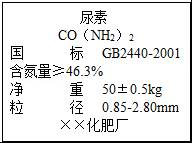 尿素
CO（NH₂）₂
国 标 GB2440-2001
含氮量≥46.3%
净 重 50±0.5kg
粒 径 0.85-2.80mm
××化肥厂